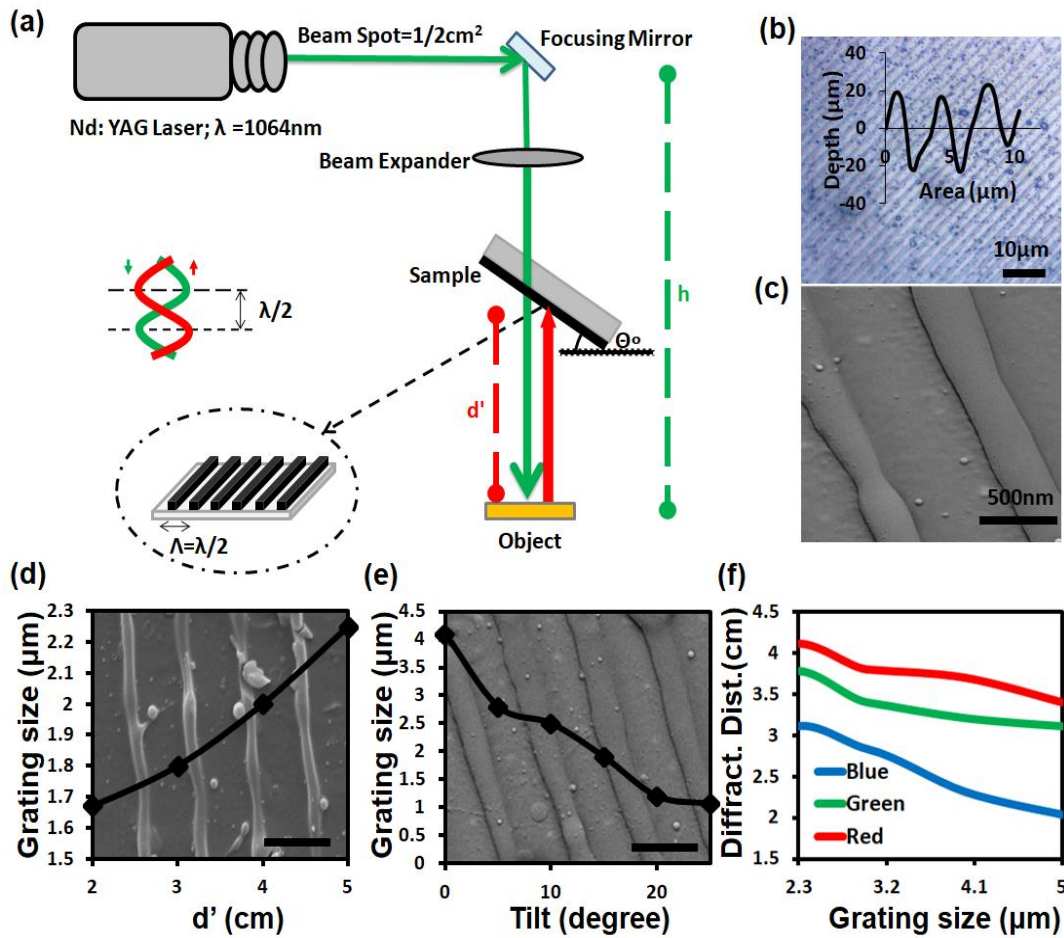 (a)
Beam Spot=1/2cm²
Focusing Mirror
Nd: YAG Laser; λ =1064nm
Beam Expander
Sample
λ/2
h
Θ°
d'
Λ=λ/2
Object
(b)
Depth (μm)
40
20
0
-20
-40
0 5 10
Area (μm)
10μm
(c)
500nm
(d)
Grating size (μm)
2.3
2.2
2.1
2
1.9
1.8
1.7
1.6
1.5
2 3 4 5
d’ (cm)
(e)
Grating size (μm)
4.5
4
3.5
3
2.5
2
1.5
1
0.5
0
0 10 20
Tilt (degree)
(f)
Diffract. Dist.(cm)
4.5
3.5
2.5
1.5
Blue
Green
Red
2.3 3.2 4.1 5
Grating size (μm)